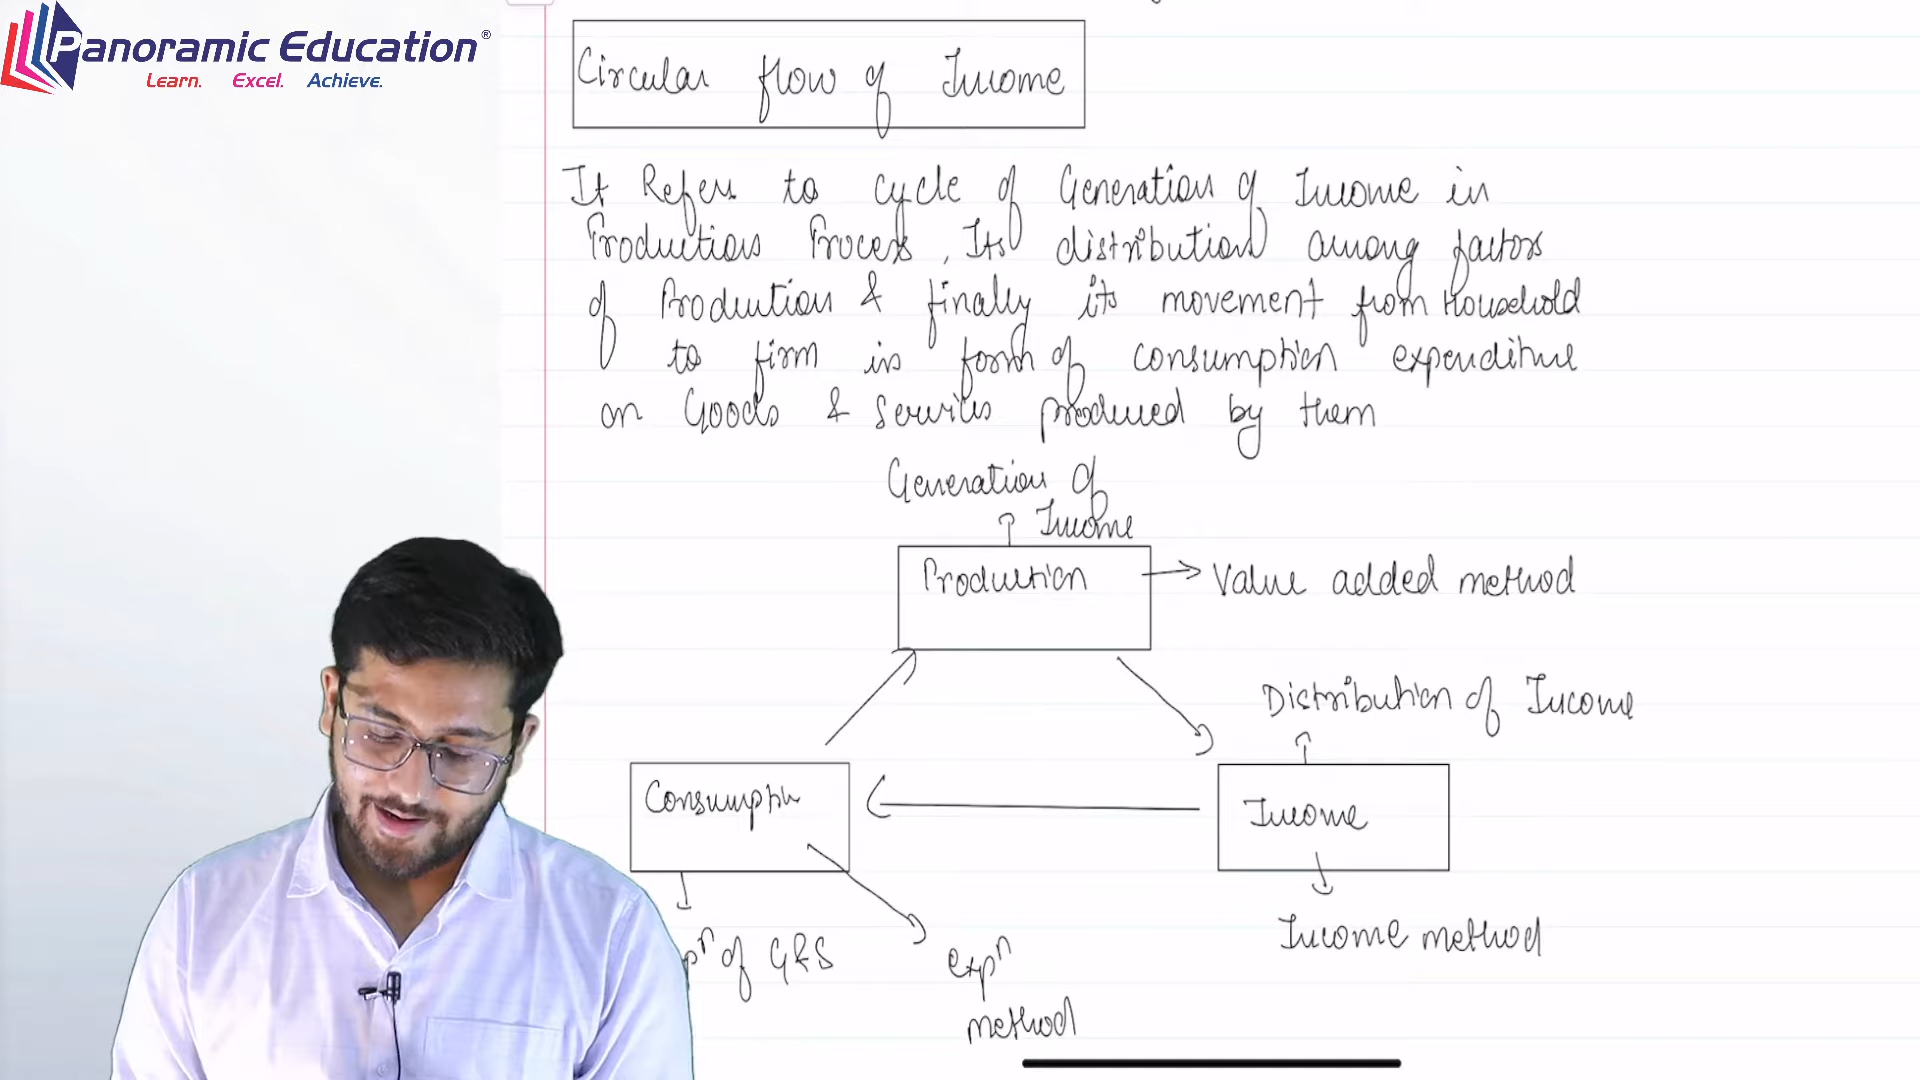 Panoramic Education®
Learn. Excel. Achieve.
Circular flow of Income
It Refers to cycle of Generation of Income in
Production Process, Its distribution among factors
of Production & finally its movement from Household
to firm in form of consumption expenditure
on Goods & Services produced by them
Generation of
Income
Production
Value added method
Distribution of Income
Consumption
Income
of G&S
expn
method
Income method